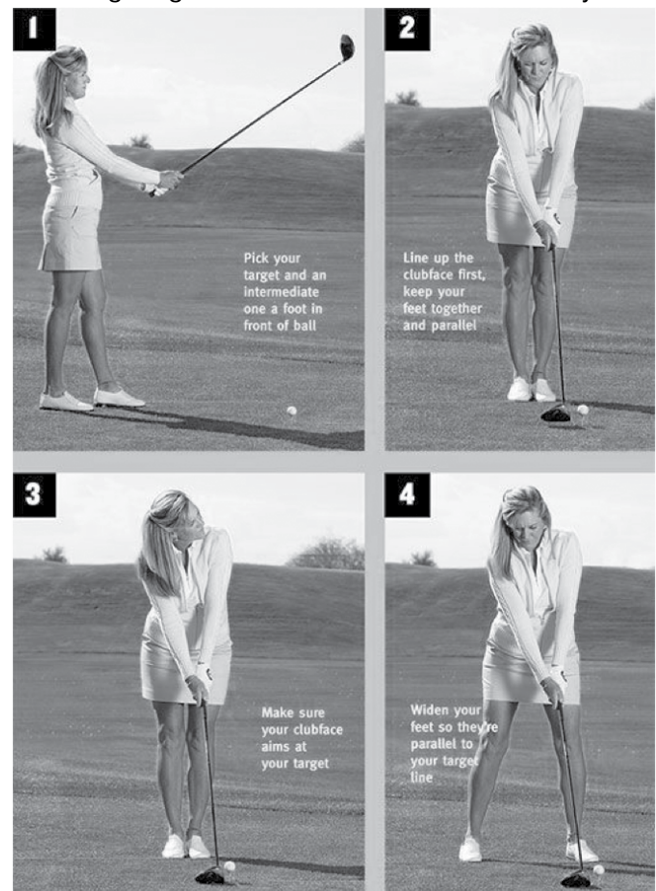 1
Pick your
target and an
intermediate
one a foot in
front of ball
2
Line up the
clubface first,
keep your
feet together
and parallel
3
Make sure
your clubface
aims at
your target
4
Widen your
feet so they're
parallel to
your target
line